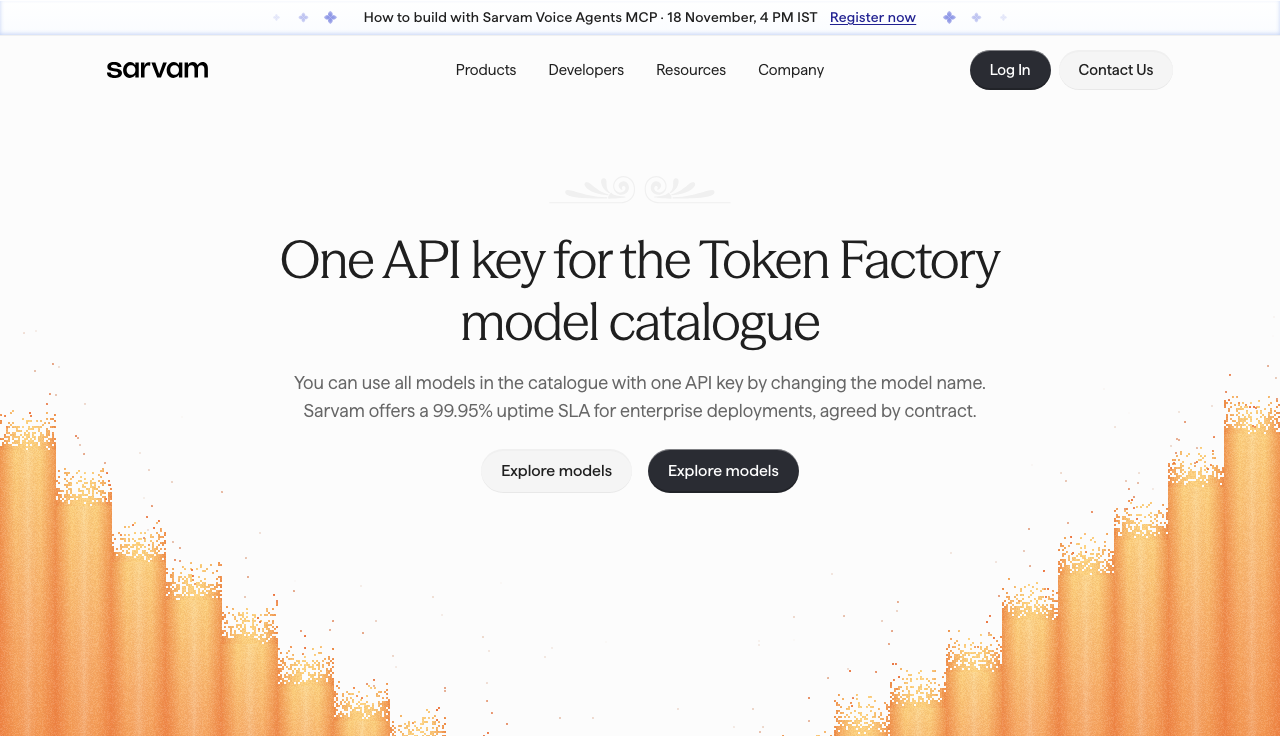 How to build with Sarvam Voice Agents MCP · 18 November, 4 PM IST Register now
sarvam
Products Developers Resources Company
Log In Contact Us
One API key for the Token Factory
model catalogue
You can use all models in the catalogue with one API key by changing the model name.
Sarvam offers a 99.95% uptime SLA for enterprise deployments, agreed by contract.
Explore models Explore models